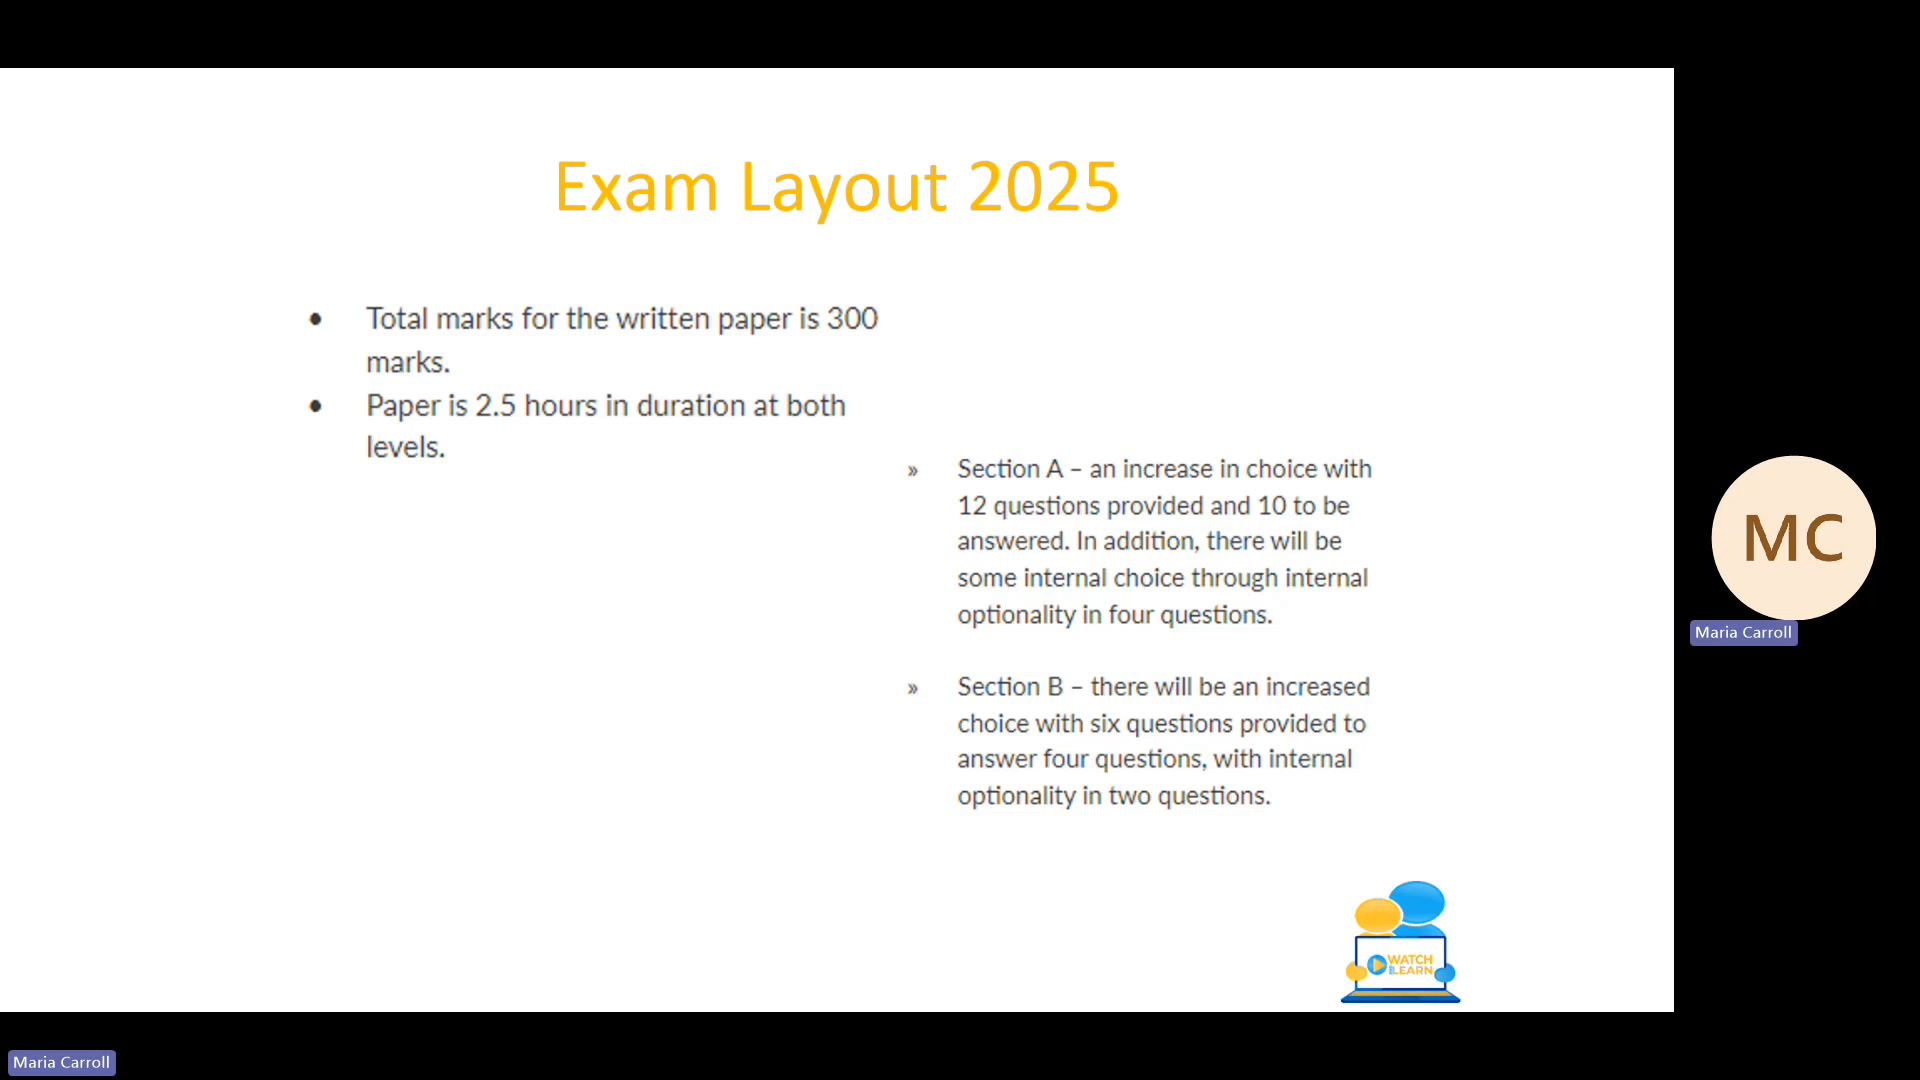 Exam Layout 2025
• Total marks for the written paper is 300
marks.
• Paper is 2.5 hours in duration at both
levels.
» Section A – an increase in choice with
12 questions provided and 10 to be
answered. In addition, there will be
some internal choice through internal
optionality in four questions.
» Section B – there will be an increased
choice with six questions provided to
answer four questions, with internal
optionality in two questions.
WATCH
LEARN
MC
Maria Carroll
Maria Carroll